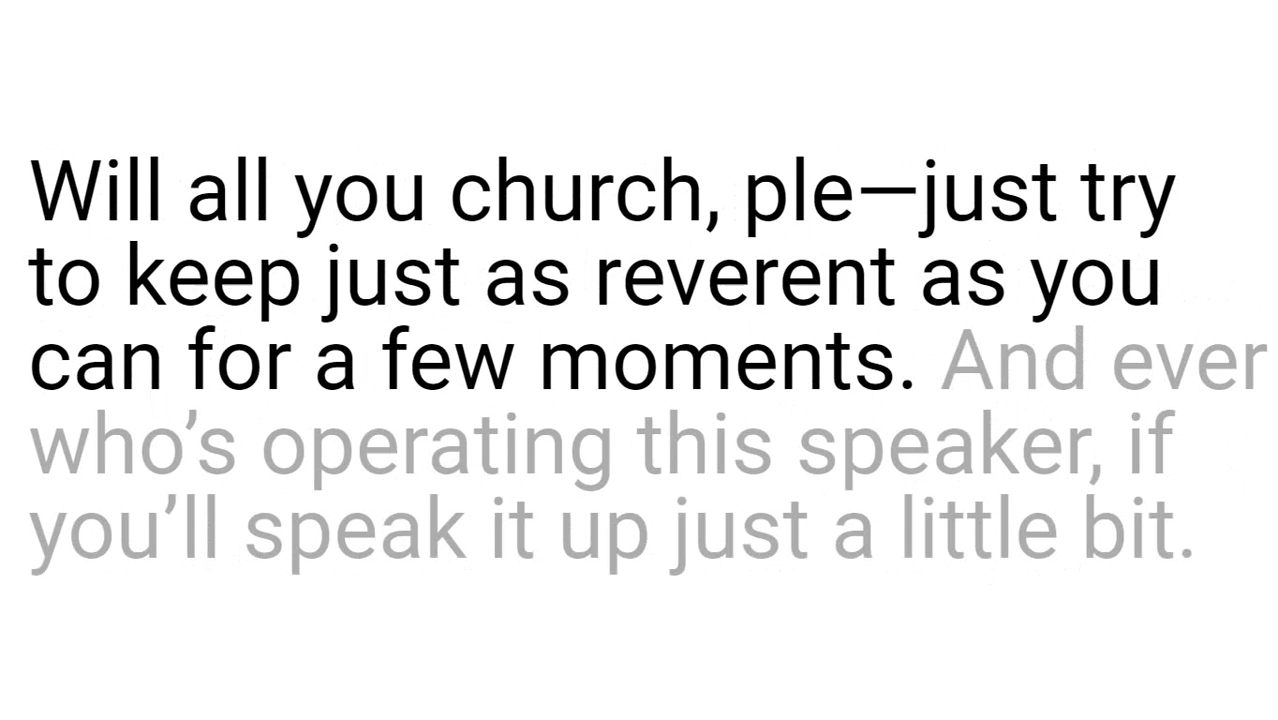 Will all you church, ple—just try
to keep just as reverent as you
can for a few moments. And ever
who’s operating this speaker, if
you’ll speak it up just a little bit.